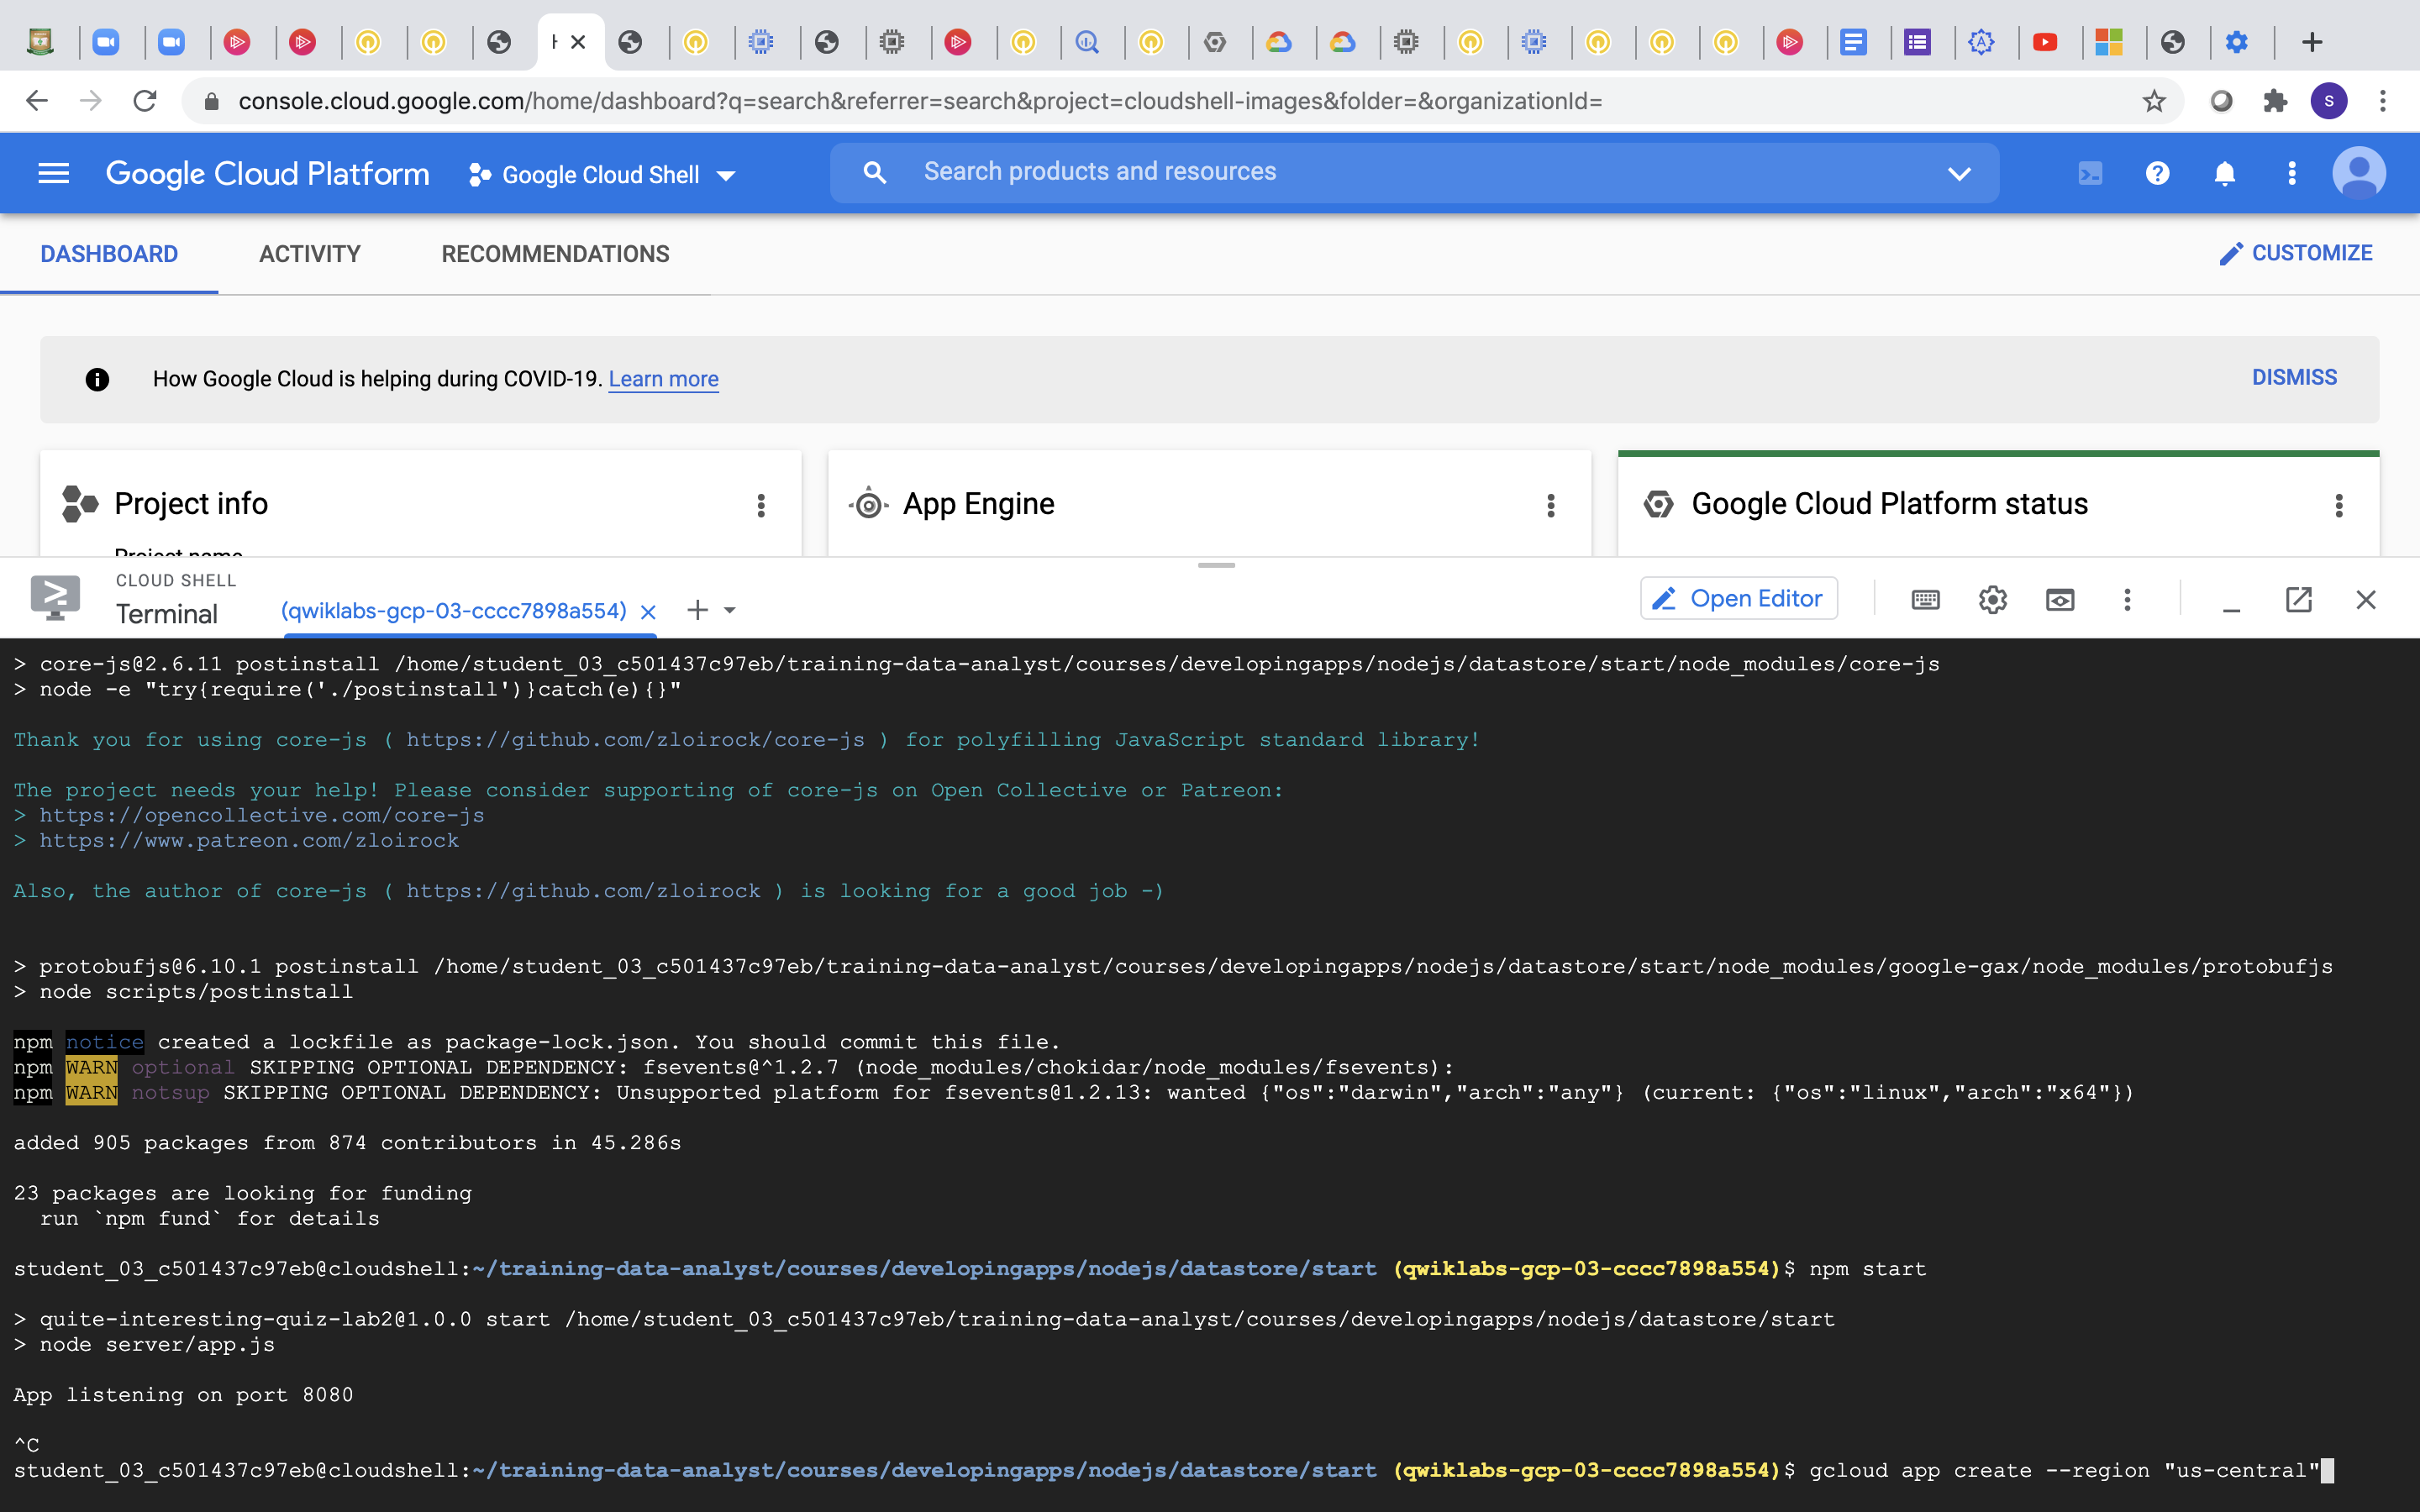 console.cloud.google.com/home/dashboard?q=search&referrer=search&project=cloudshell-images&folder=&organizationId=
S
Google Cloud Platform
Google Cloud Shell
Search products and resources
DASHBOARD
ACTIVITY
RECOMMENDATIONS
CUSTOMIZE
How Google Cloud is helping during COVID-19. Learn more
DISMISS
Project info
App Engine
Google Cloud Platform status
Project name
CLOUD SHELL
Terminal
(qwiklabs-gcp-03-cccc7898a554)
Open Editor
> core-js@2.6.11 postinstall /home/student_03_c501437c97eb/training-data-analyst/courses/developingapps/nodejs/datastore/start/node_modules/core-js
> node -e "try{require('./postinstall')}catch(e){}"
Thank you for using core-js ( https://github.com/zloirock/core-js ) for polyfilling JavaScript standard library!
The project needs your help! Please consider supporting of core-js on Open Collective or Patreon:
> https://opencollective.com/core-js
> https://www.patreon.com/zloirock
Also, the author of core-js ( https://github.com/zloirock ) is looking for a good job -)
> protobufjs@6.10.1 postinstall /home/student_03_c501437c97eb/training-data-analyst/courses/developingapps/nodejs/datastore/start/node_modules/google-gax/node_modules/protobufjs
> node scripts/postinstall
npm notice created a lockfile as package-lock.json. You should commit this file.
npm WARN optional SKIPPING OPTIONAL DEPENDENCY: fsevents@^1.2.7 (node_modules/chokidar/node_modules/fsevents):
npm WARN notsup SKIPPING OPTIONAL DEPENDENCY: Unsupported platform for fsevents@1.2.13: wanted {"os":"darwin","arch":"any"} (current: {"os":"linux","arch":"x64"})
added 905 packages from 874 contributors in 45.286s
23 packages are looking for funding
run `npm fund` for details
student_03_c501437c97eb@cloudshell:~/training-data-analyst/courses/developingapps/nodejs/datastore/start (qwiklabs-gcp-03-cccc7898a554)$ npm start
> quite-interesting-quiz-lab2@1.0.0 start /home/student_03_c501437c97eb/training-data-analyst/courses/developingapps/nodejs/datastore/start
> node server/app.js
App listening on port 8080
^C
student_03_c501437c97eb@cloudshell:~/training-data-analyst/courses/developingapps/nodejs/datastore/start (qwiklabs-gcp-03-cccc7898a554)$ gcloud app create --region "us-central"